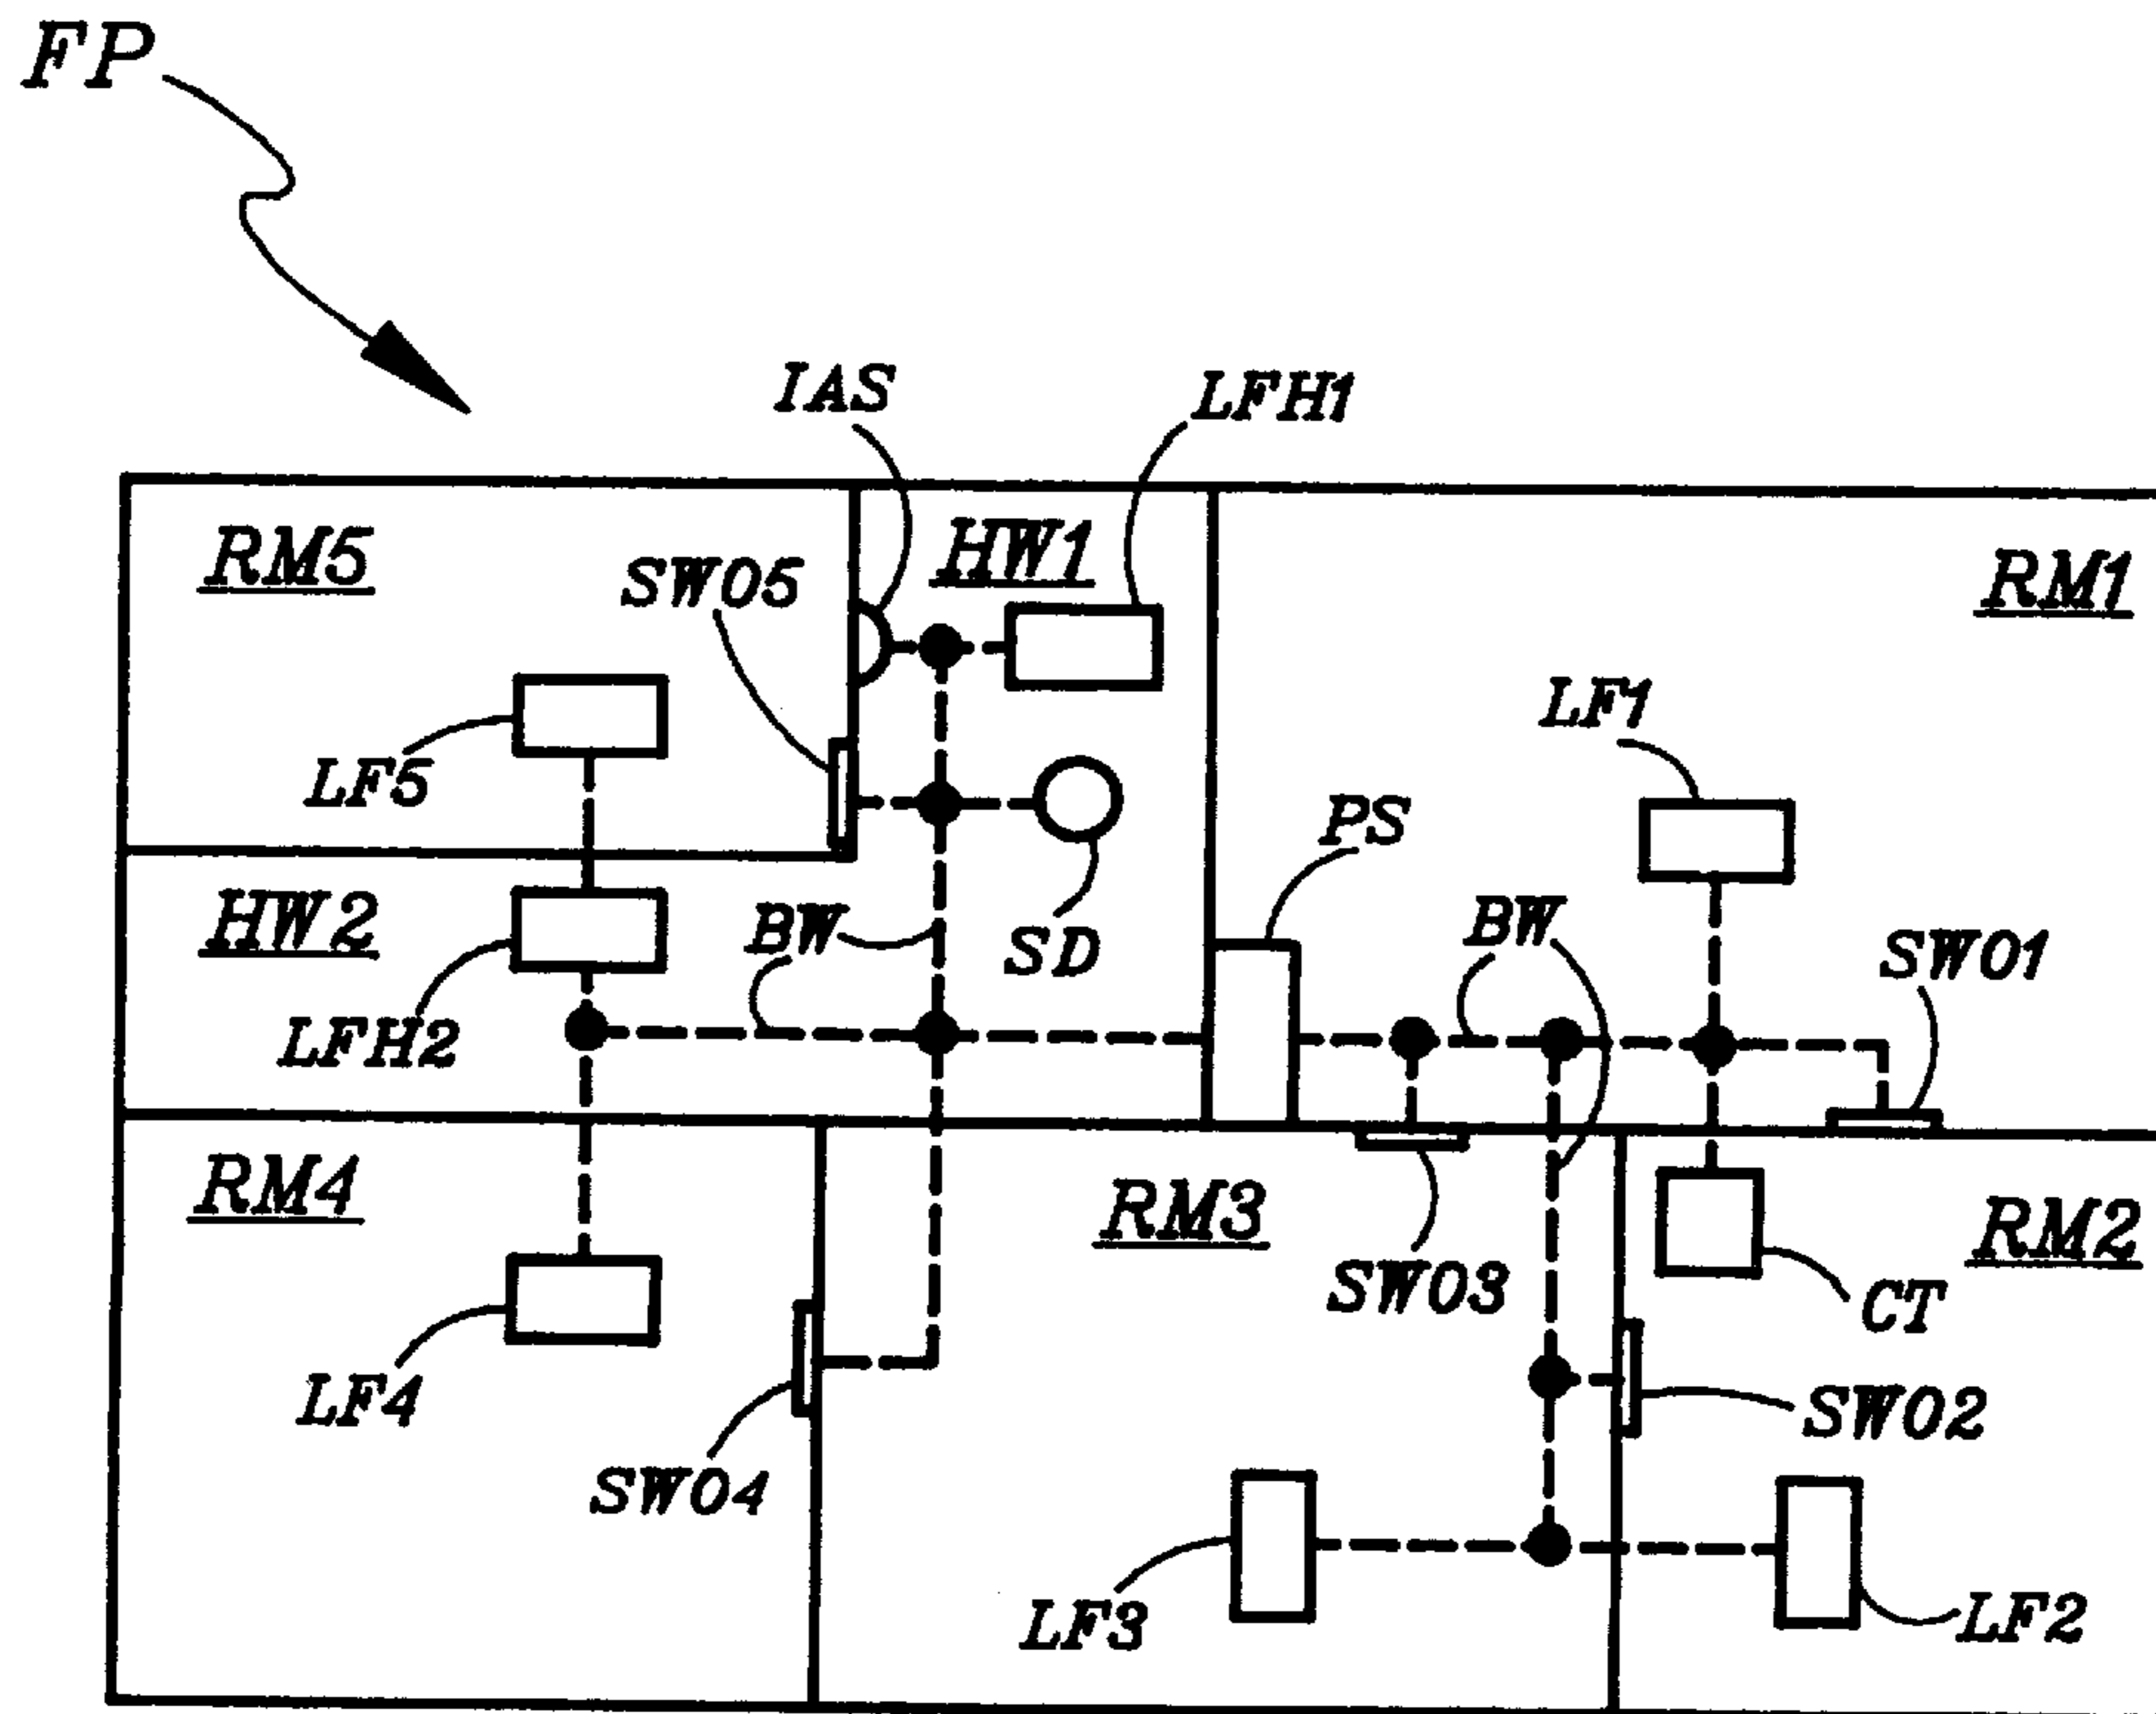 FP
IAS
LFH1
RM5
SW05
HW1
RM1
LF5
LF1
PS
HW2
BW
SD
BW
SW01
LFH2
RM4
RM3
SW03
RM2
CT
LF4
SW04
SW02
LF3
LF2